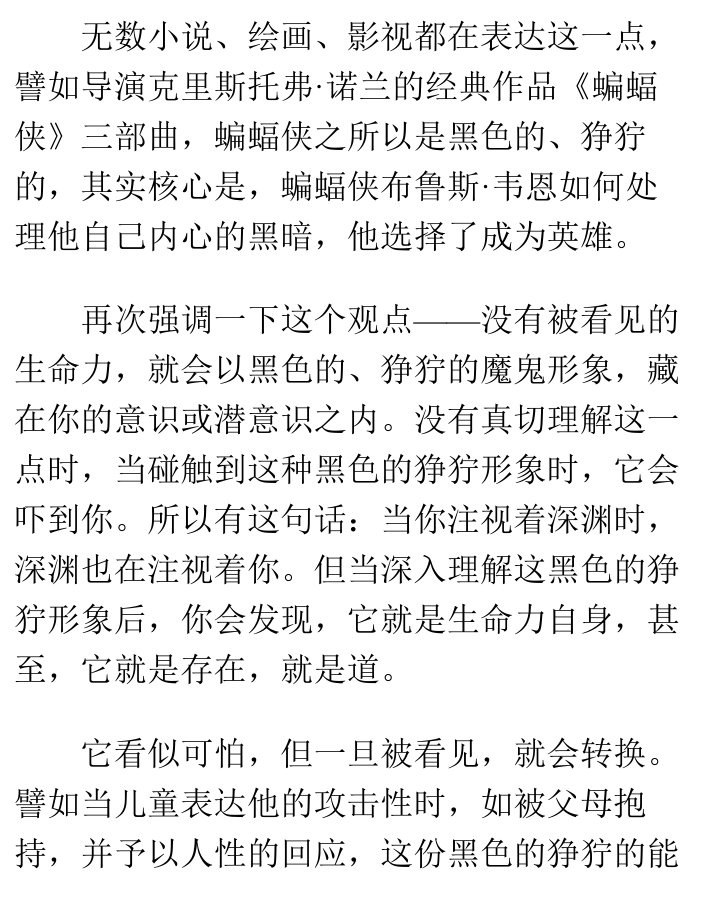 无数小说、绘画、影视都在表达这一点，
譬如导演克里斯托弗·诺兰的经典作品《蝙蝠
侠》三部曲，蝙蝠侠之所以是黑色的、狰狞
的，其实核心是，蝙蝠侠布鲁斯·韦恩如何处
理他自己内心的黑暗，他选择了成为英雄。
再次强调一下这个观点——没有被看见的
生命力，就会以黑色的、狰狞的魔鬼形象，藏
在你的意识或潜意识之内。没有真切理解这一
点时，当碰触到这种黑色的狰狞形象时，它会
吓到你。所以有这句话：当你注视着深渊时，
深渊也在注视着你。但当深入理解这黑色的狰
狞形象后，你会发现，它就是生命力自身，甚
至，它就是存在，就是道。
它看似可怕，但一旦被看见，就会转换。
譬如当儿童表达他的攻击性时，如被父母抱
持，并予以人性的回应，这份黑色的狰狞的能